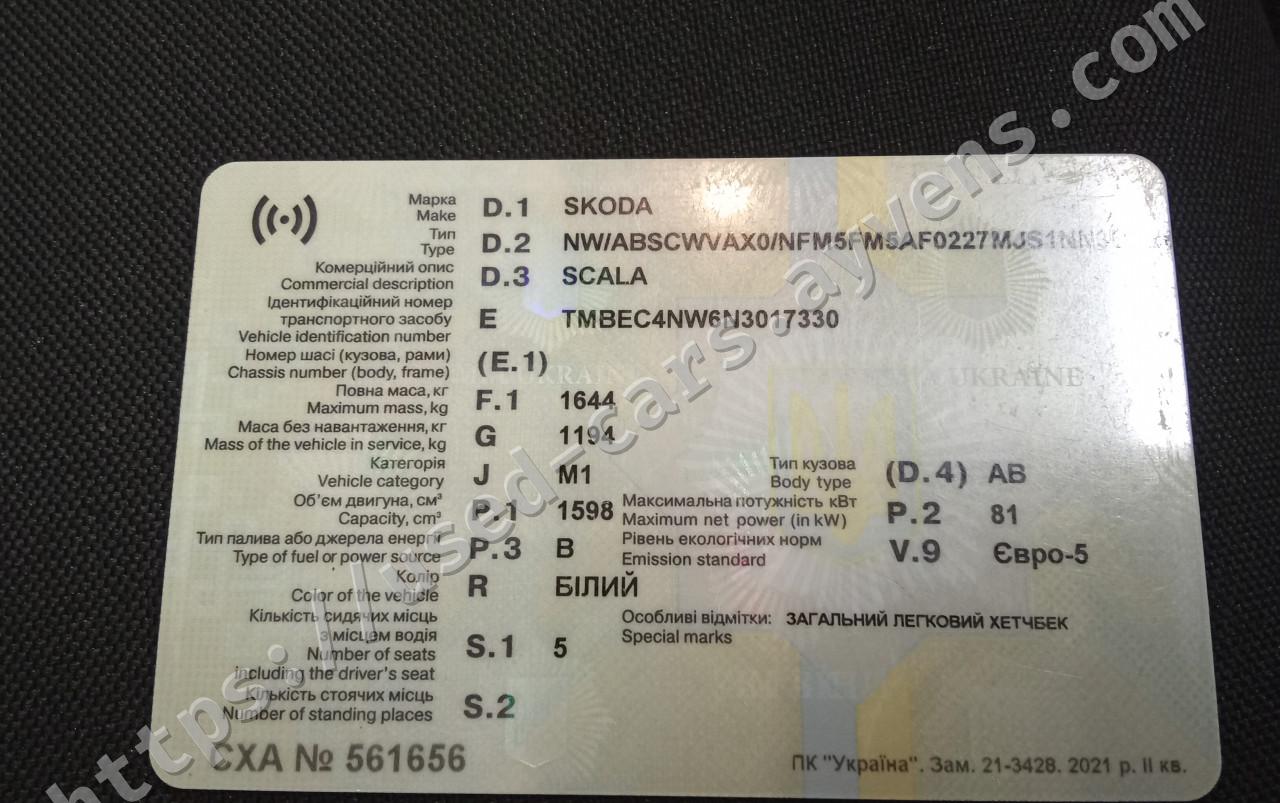 Марка
Make D.1 SKODA
Тип
Type D.2 NW/ABSCWVAX0/NFM5FM5AF0227MJS1NN3
Комерційний опис
Commercial description D.3 SCALA
Ідентифікаційний номер
транспортного засобу
Vehicle identification number E TMBEC4NW6N3017330
Номер шасі (кузова, рами)
Chassis number (body, frame) (E.1)
Повна маса, кг
Maximum mass, kg F.1 1644
Маса без навантаження, кг
Mass of the vehicle in service, kg G 1194
Категорія
Vehicle category J M1
Тип кузова
Body type (D.4) AB
Об'єм двигуна, см³
Capacity, cm³ P.1 1598
Максимальна потужність кВт
Maximum net power (in kW) P.2 81
Тип палива або джерела енергії
Type of fuel or power source P.3 B
Рівень екологічних норм
Emission standard V.9 Євро-5
Колір
Color of the vehicle R БІЛИЙ
Кількість сидячих місць
з місцем водія
Number of seats
including the driver's seat S.1 5
Особливі відмітки: ЗАГАЛЬНИЙ ЛЕГКОВИЙ ХЕТЧБЕК
Special marks
Кількість стоячих місць
Number of standing places S.2
СХА № 561656
ПК "Україна". Зам. 21-3428. 2021 р. II кв.
UKRAINE
UKRAINE
https://used-cars.ayvens.com